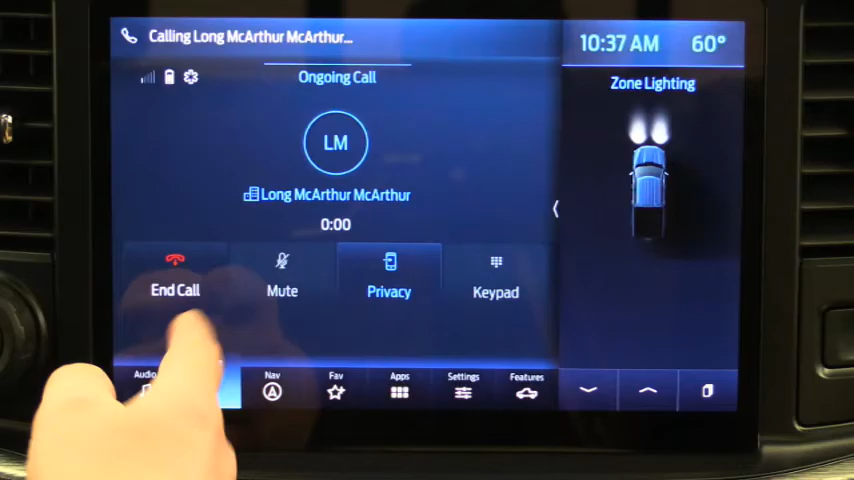 Calling Long McArthur McArthur...
10:37 AM 60°
Ongoing Call
Zone Lighting
LM
Long McArthur McArthur
0:00
End Call Mute Privacy Keypad
Audio Nav Fav Apps Settings Features